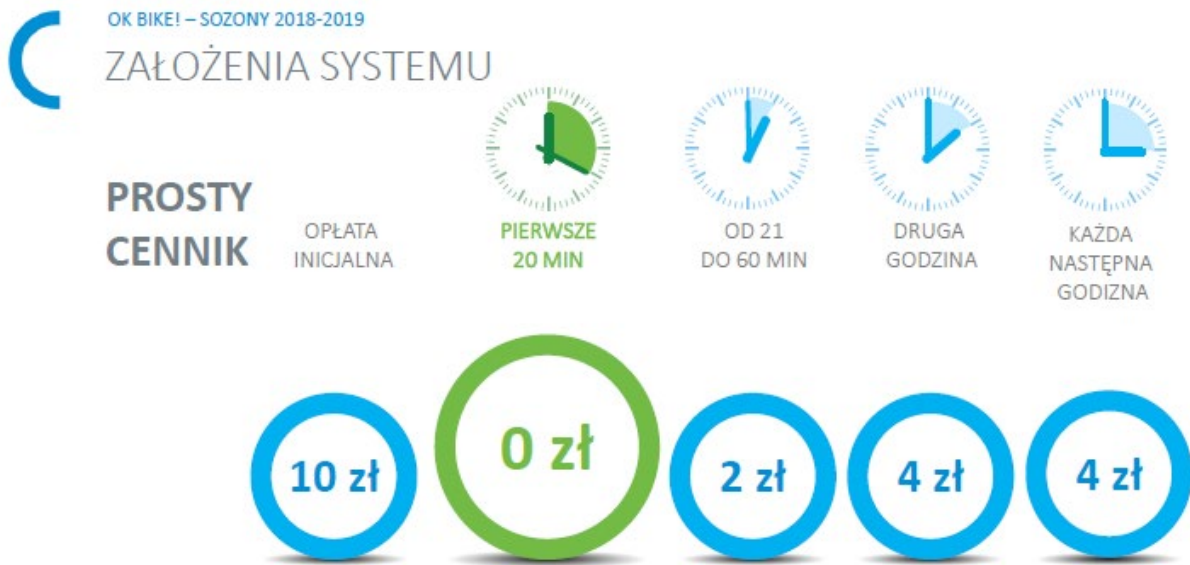 OK BIKE! – SOZONY 2018-2019
ZAŁOŻENIA SYSTEMU
PROSTY
CENNIK
OPŁATA
INICJALNA
PIERWSZE
20 MIN
OD 21
DO 60 MIN
DRUGA
GODZINA
KAŻDA
NASTĘPNA
GODIZNA
10 zł
0 zł
2 zł
4 zł
4 zł